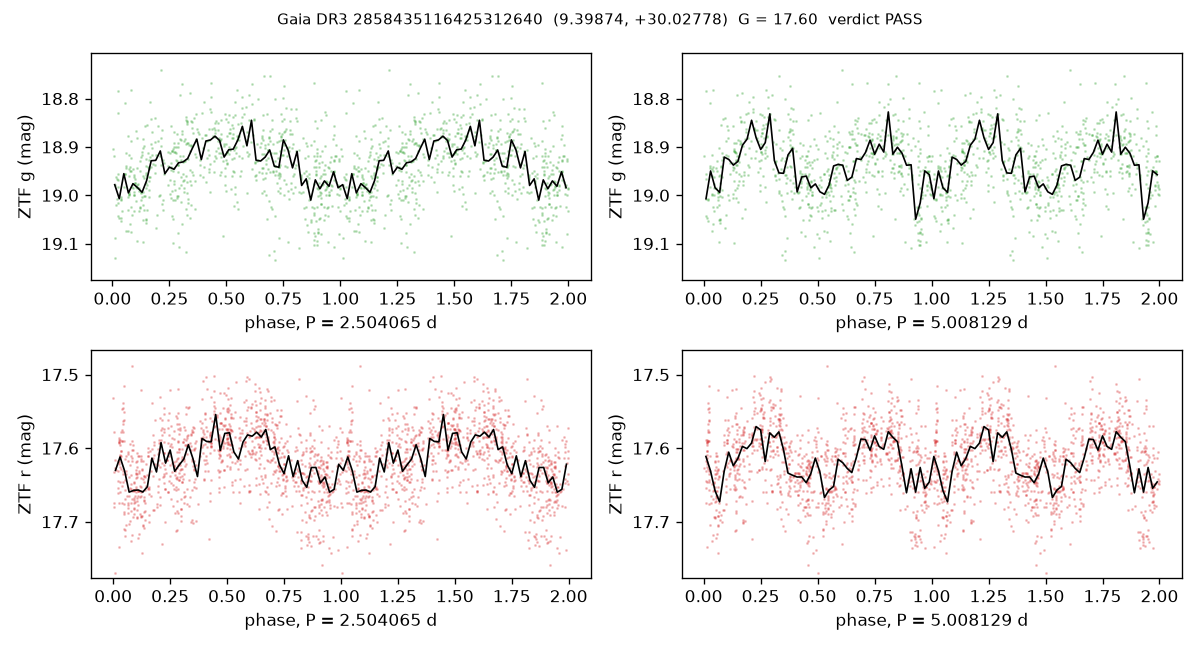 Gaia DR3 2858435116425312640  (9.39874, +30.02778)  G = 17.60  verdict PASS
ZTF g (mag)
18.8
18.9
19.0
19.1
0.00 0.25 0.50 0.75 1.00 1.25 1.50 1.75 2.00
phase, P = 2.504065 d
ZTF g (mag)
18.8
18.9
19.0
19.1
0.00 0.25 0.50 0.75 1.00 1.25 1.50 1.75 2.00
phase, P = 5.008129 d
ZTF r (mag)
17.5
17.6
17.7
0.00 0.25 0.50 0.75 1.00 1.25 1.50 1.75 2.00
phase, P = 2.504065 d
ZTF r (mag)
17.5
17.6
17.7
0.00 0.25 0.50 0.75 1.00 1.25 1.50 1.75 2.00
phase, P = 5.008129 d